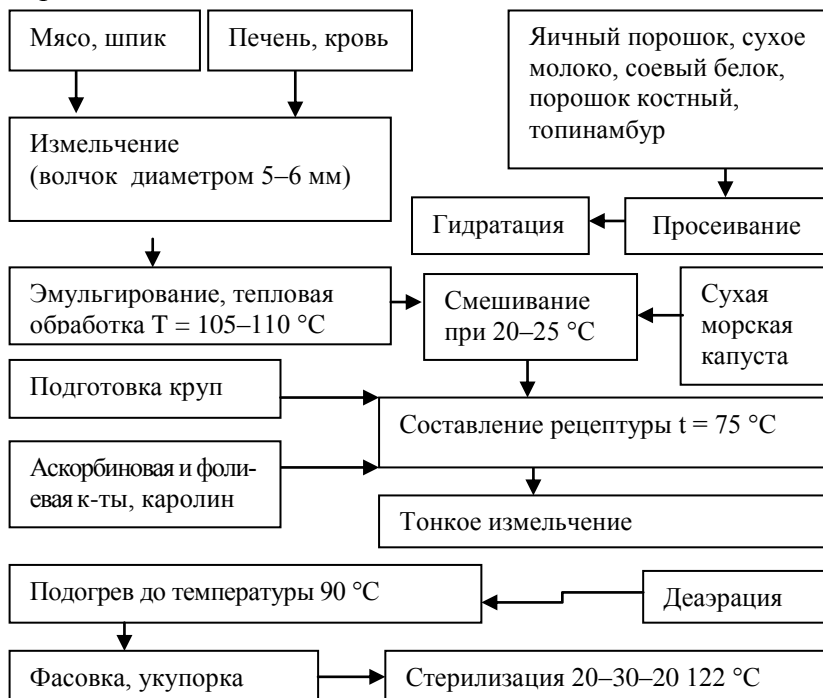 Мясо, шпик
Печень, кровь
Яичный порошок, сухое
молоко, соевый белок,
порошок костный,
топинамбур
Измельчение
(волчок диаметром 5–6 мм)
Гидратация
Просеивание
Эмульгирование, тепловая
обработка Т = 105–110 °С
Смешивание
при 20–25 °С
Сухая
морская
капуста
Подготовка круп
Составление рецептуры t = 75 °С
Аскорбиновая и фоли-
евая к-ты, каролин
Тонкое измельчение
Подогрев до температуры 90 °С
Деаэрация
Фасовка, укупорка
Стерилизация 20–30–20 122 °С